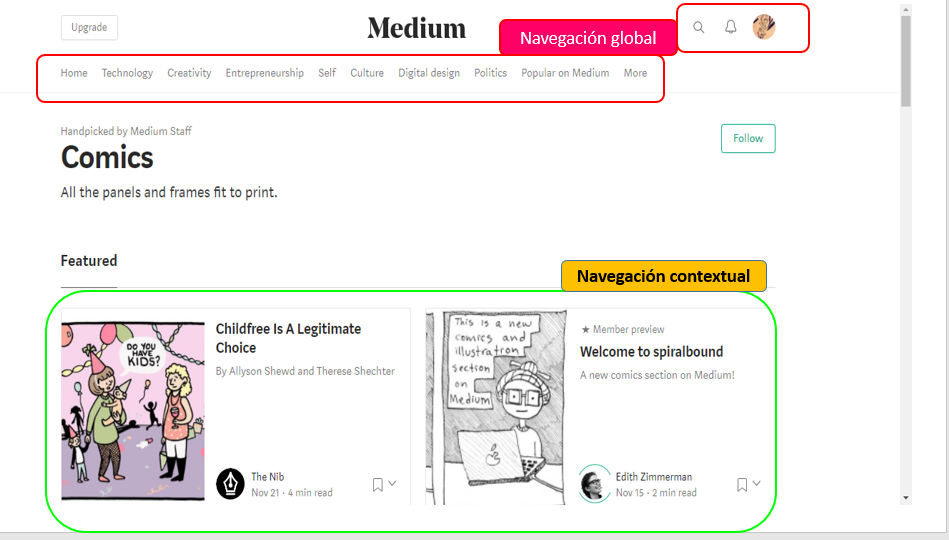 Upgrade
Medium
Navegación global
Home Technology Creativity Entrepreneurship Self Culture Digital design Politics Popular on Medium More
Handpicked by Medium Staff
Comics
Follow
All the panels and frames fit to print.
Featured
Navegación contextual
DO YOU
HAVE
KIDS?
Childfree Is A Legitimate
Choice
By Allyson Shewd and Therese Shechter
The Nib
Nov 21 · 4 min read
This is a new
comics and
illustration
section
on
Medium
★ Member preview
Welcome to spiralbound
A new comics section on Medium!
Edith Zimmerman
Nov 15 · 2 min read